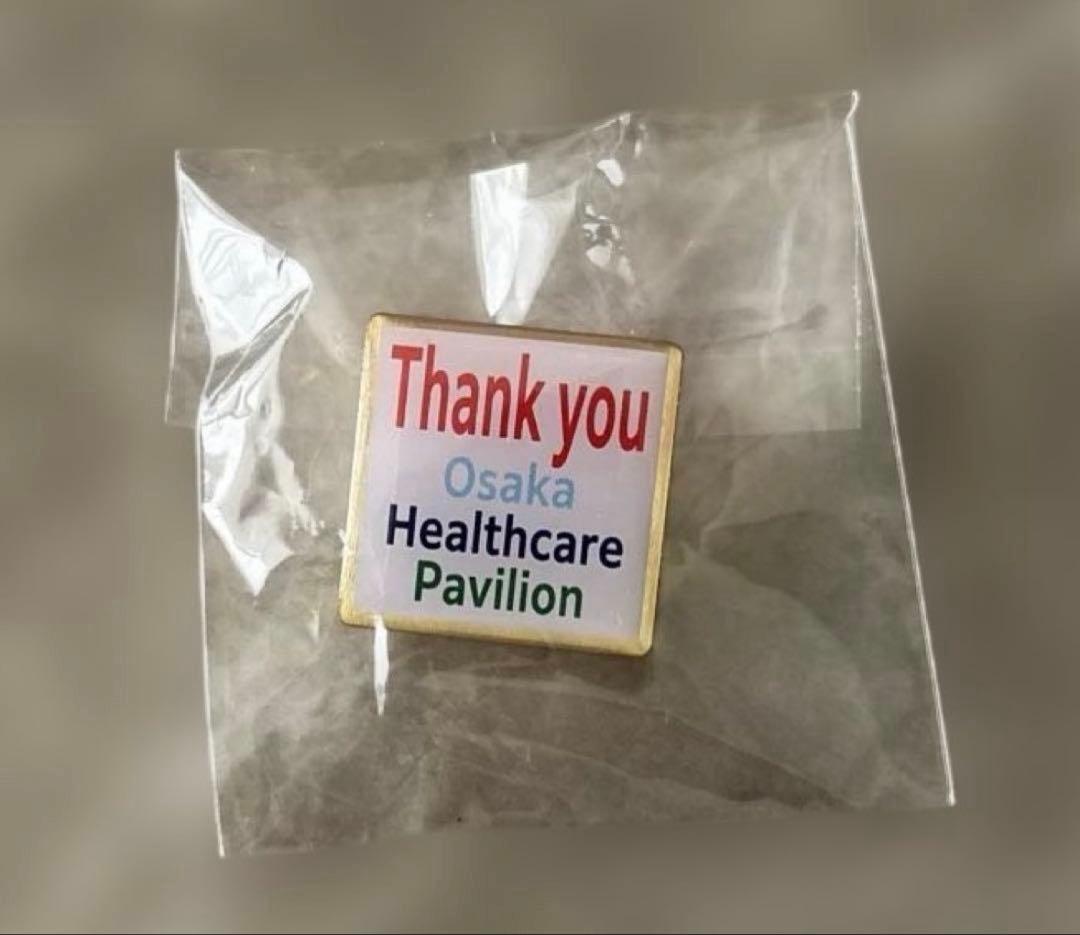 Thank you
Osaka
Healthcare
Pavilion